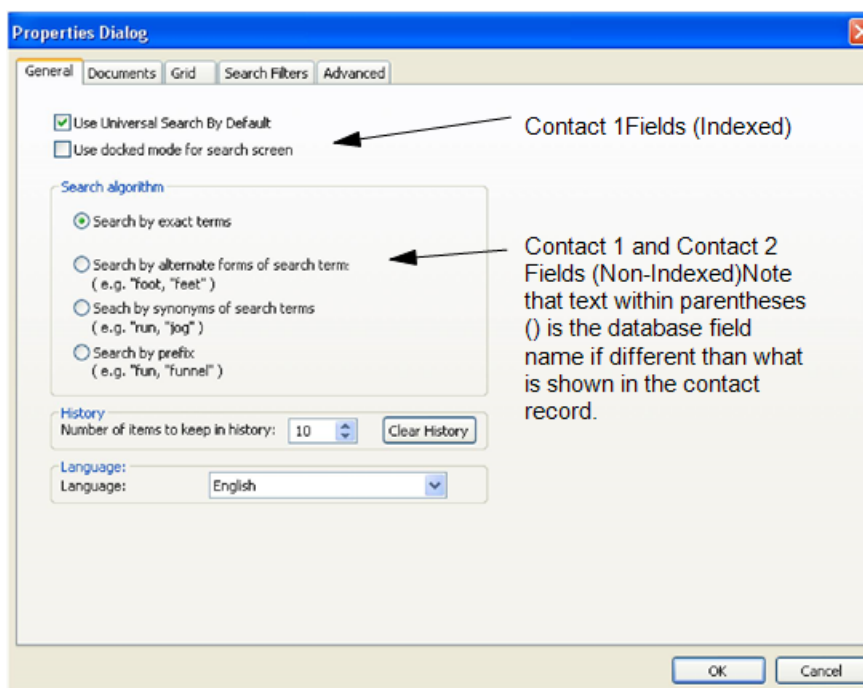 Properties Dialog
General Documents Grid Search Filters Advanced
Use Universal Search By Default
Use docked mode for search screen
Search algorithm
Search by exact terms
Search by alternate forms of search term:
( e.g. "foot, "feet" )
Seach by synonyms of search terms
( e.g. "run, "jog" )
Search by prefix
( e.g. "fun, "funnel" )
History
Number of items to keep in history: 10 Clear History
Language:
Language: English
OK Cancel
Contact 1Fields (Indexed)
Contact 1 and Contact 2
Fields (Non-Indexed)Note
that text within parentheses
() is the database field
name if different than what
is shown in the contact
record.